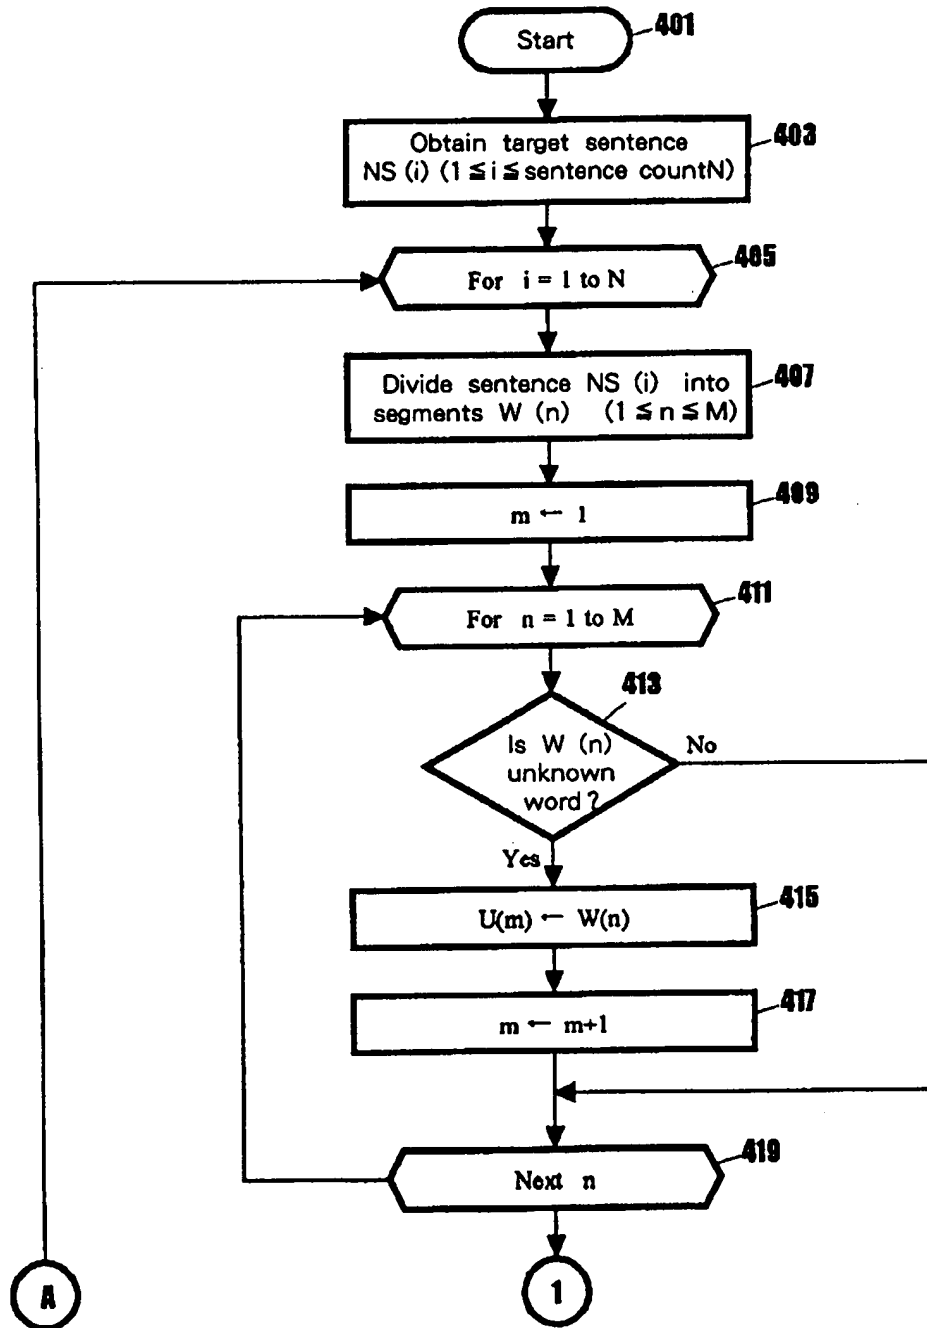 Start
401
Obtain target sentence
NS (i) (1≦i≦sentence countN)
403
For i = 1 to N
405
Divide sentence NS (i) into
segments W (n) (1≦n≦M)
407
m ← 1
409
For n = 1 to M
411
413
Is W (n)
unknown
word?
No
Yes
U(m) ← W(n)
415
m ← m+1
417
Next n
419
A
1